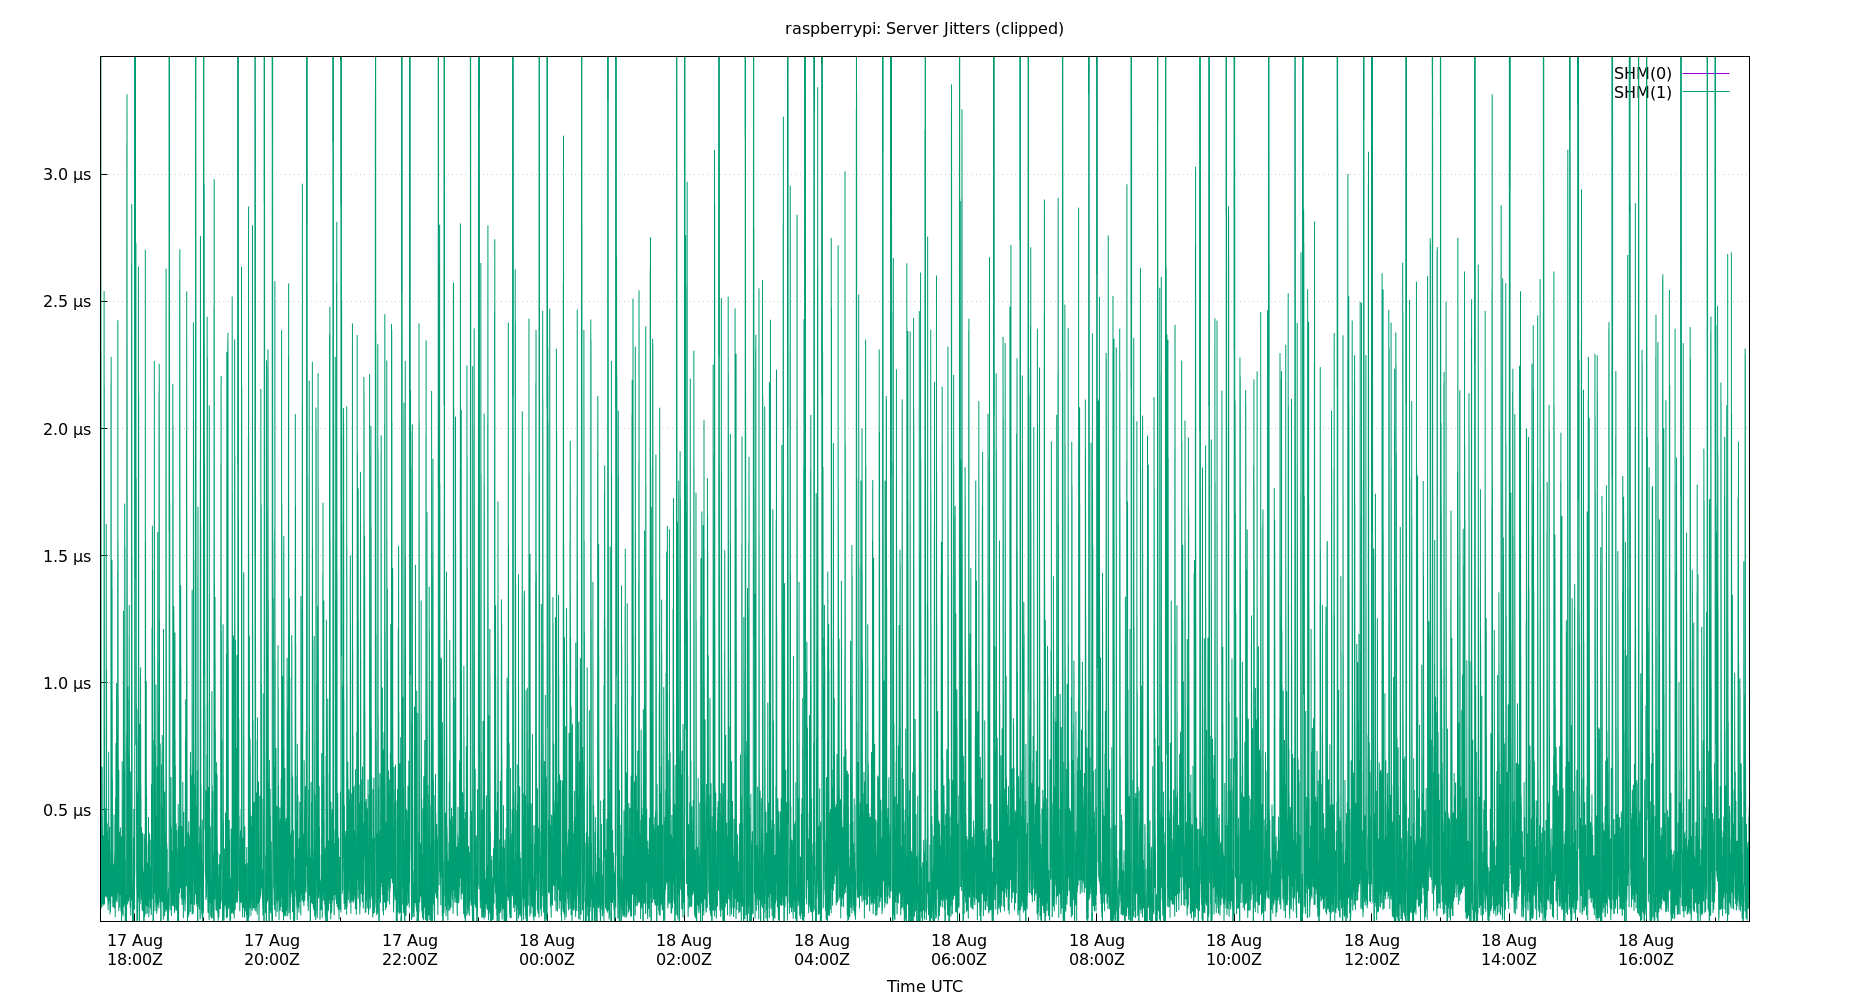 raspberrypi: Server Jitters (clipped)
SHM(0)
SHM(1)
3.0 µs
2.5 µs
2.0 µs
1.5 µs
1.0 µs
0.5 µs
17 Aug 17 Aug 17 Aug 18 Aug 18 Aug 18 Aug 18 Aug 18 Aug 18 Aug 18 Aug 18 Aug 18 Aug
18:00Z 20:00Z 22:00Z 00:00Z 02:00Z 04:00Z 06:00Z 08:00Z 10:00Z 12:00Z 14:00Z 16:00Z
Time UTC